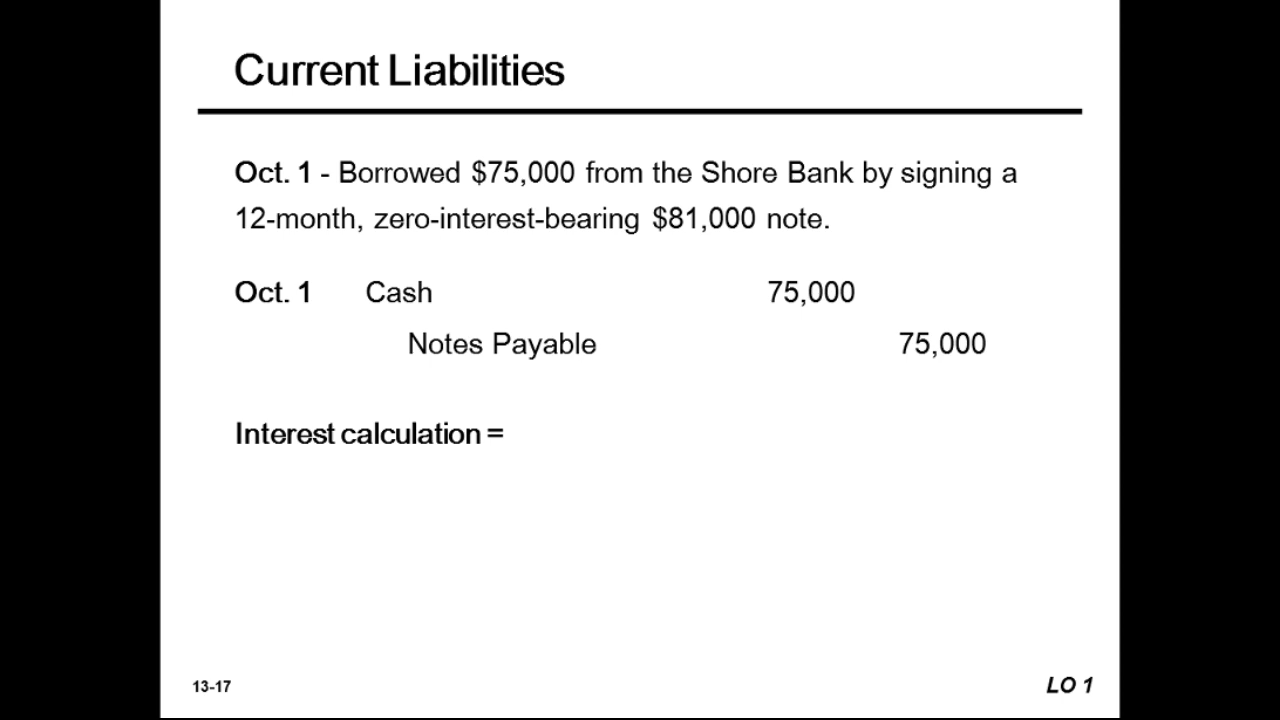 Current Liabilities
Oct. 1 - Borrowed $75,000 from the Shore Bank by signing a
12-month, zero-interest-bearing $81,000 note.
Oct. 1 Cash 75,000
Notes Payable 75,000
Interest calculation =
13-17 LO 1